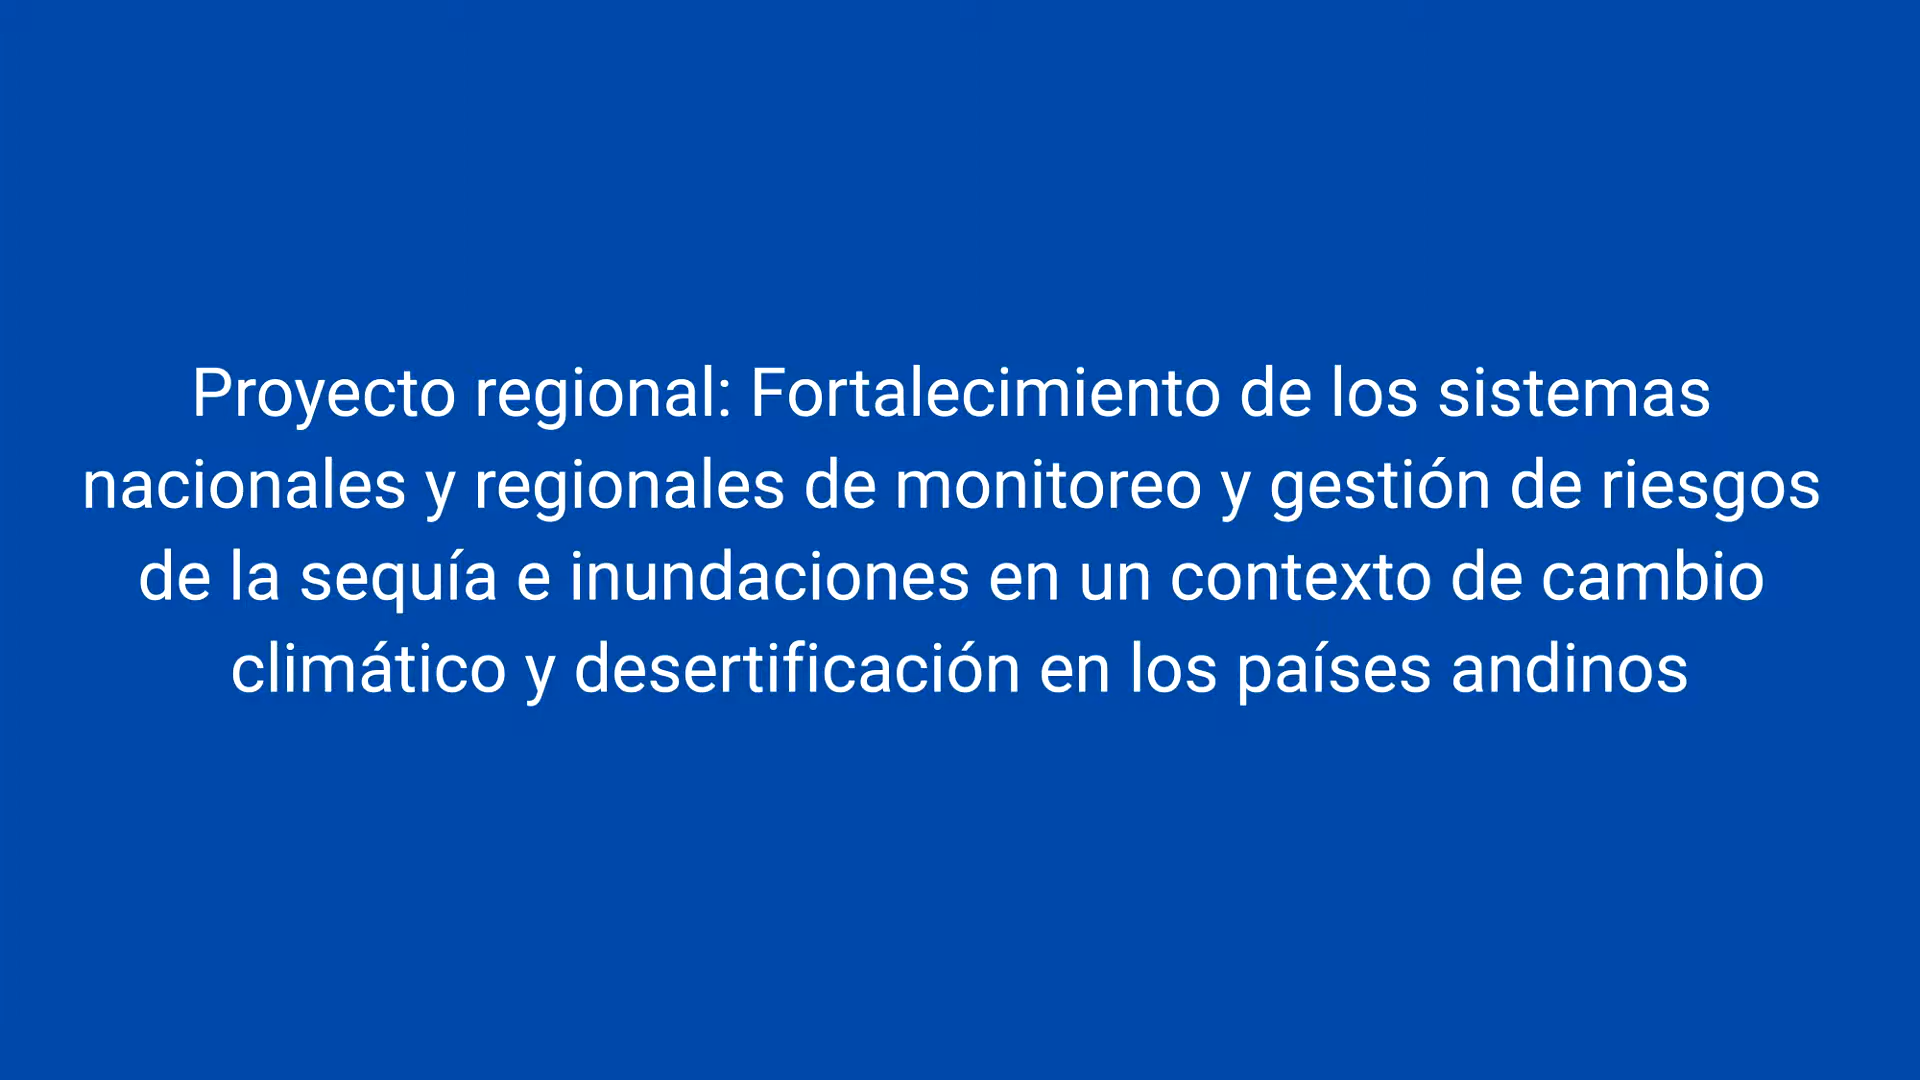 Proyecto regional: Fortalecimiento de los sistemas
nacionales y regionales de monitoreo y gestión de riesgos
de la sequía e inundaciones en un contexto de cambio
climático y desertificación en los países andinos